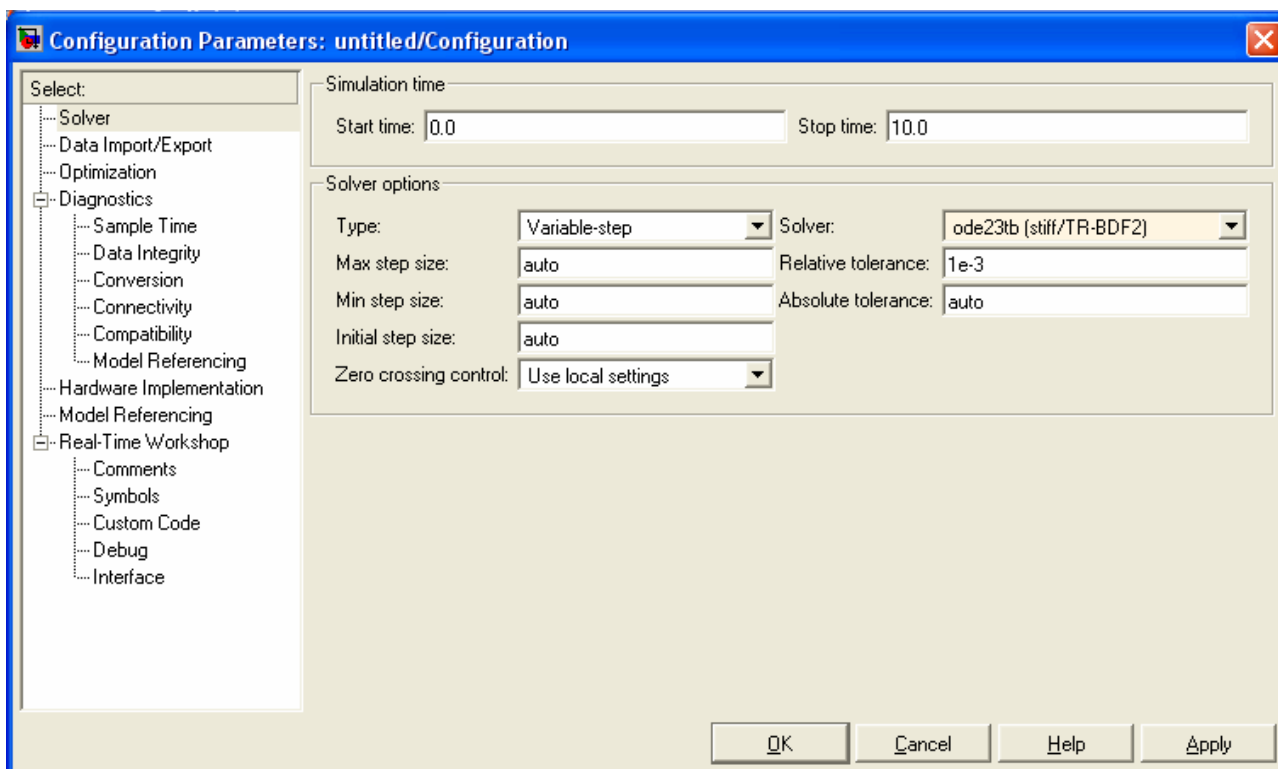 Configuration Parameters: untitled/Configuration
Select:
Solver
Data Import/Export
Optimization
Diagnostics
Sample Time
Data Integrity
Conversion
Connectivity
Compatibility
Model Referencing
Hardware Implementation
Model Referencing
Real-Time Workshop
Comments
Symbols
Custom Code
Debug
Interface
Simulation time
Start time: 0.0 Stop time: 10.0
Solver options
Type: Variable-step Solver: ode23tb (stiff/TR-BDF2)
Max step size: auto Relative tolerance: 1e-3
Min step size: auto Absolute tolerance: auto
Initial step size: auto
Zero crossing control: Use local settings
OK Cancel Help Apply